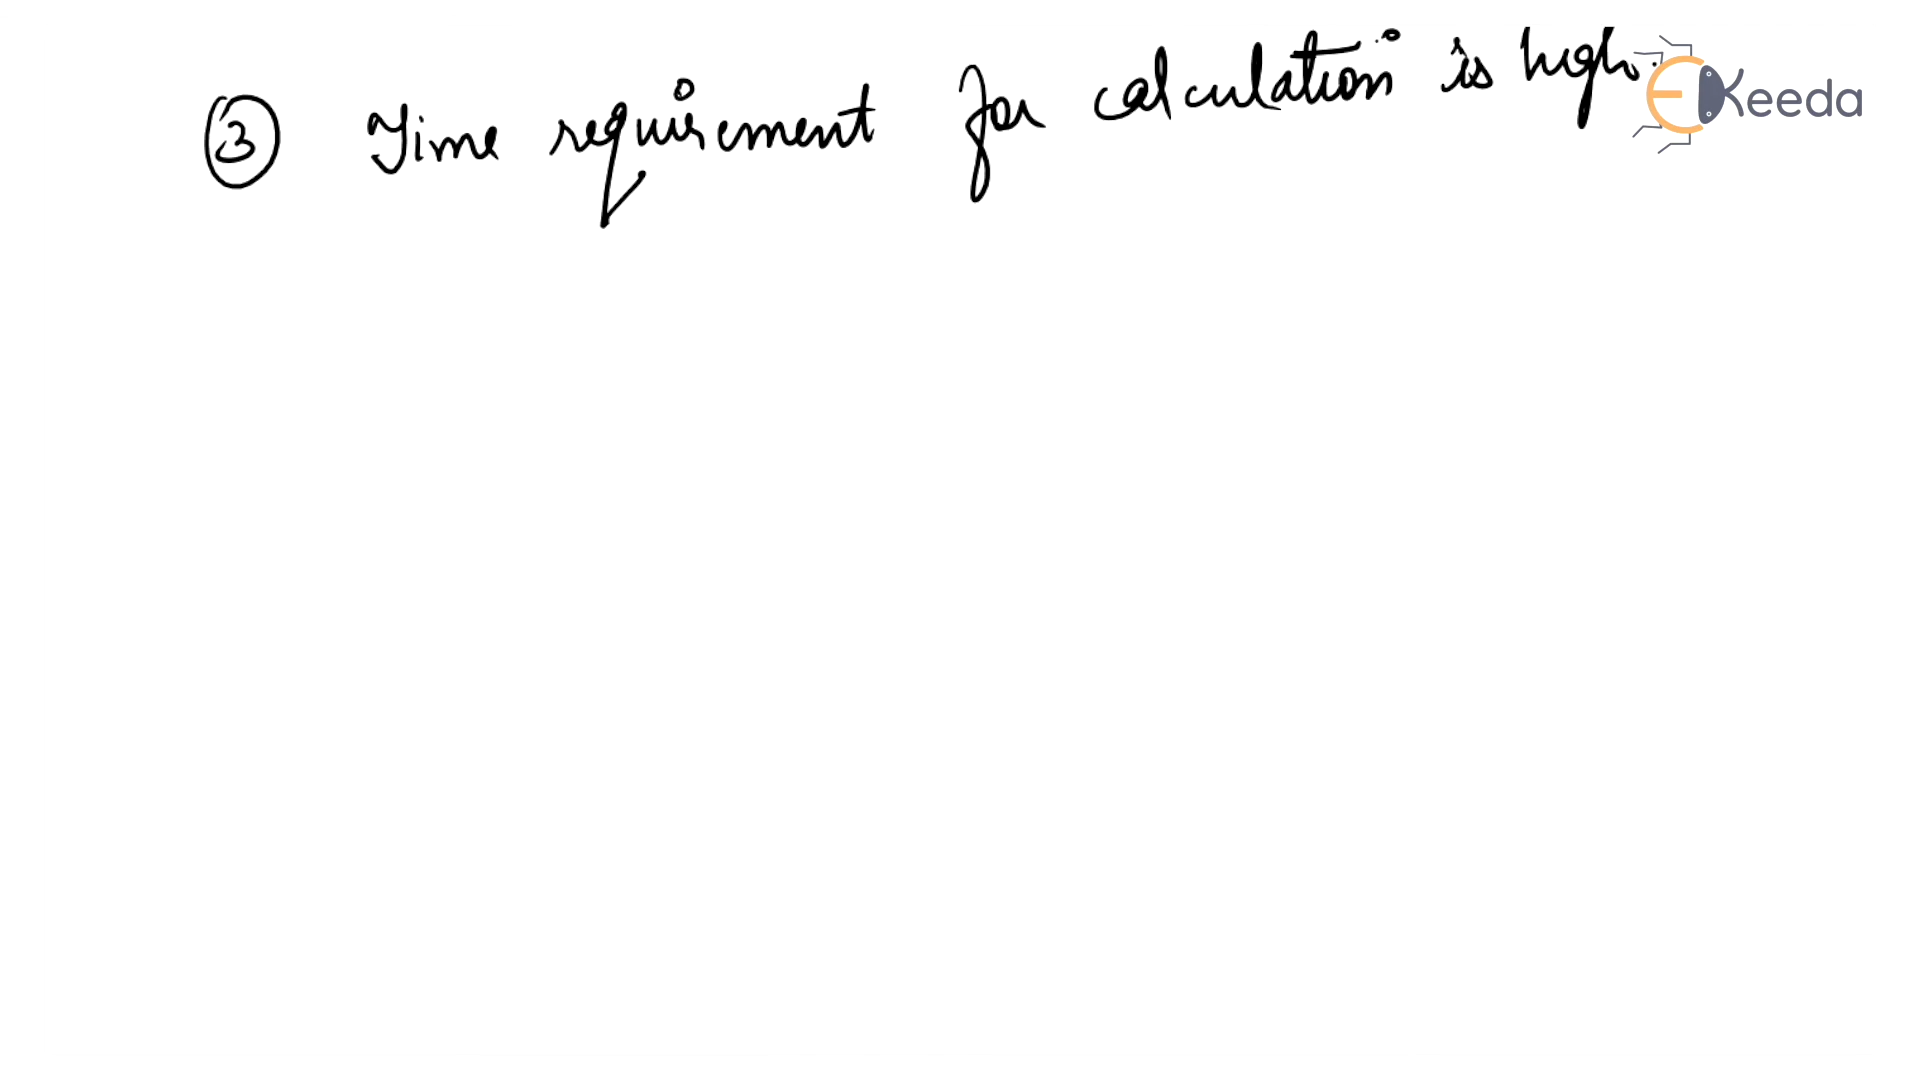 ③ Time requirement for calculation is high.
EKeeda